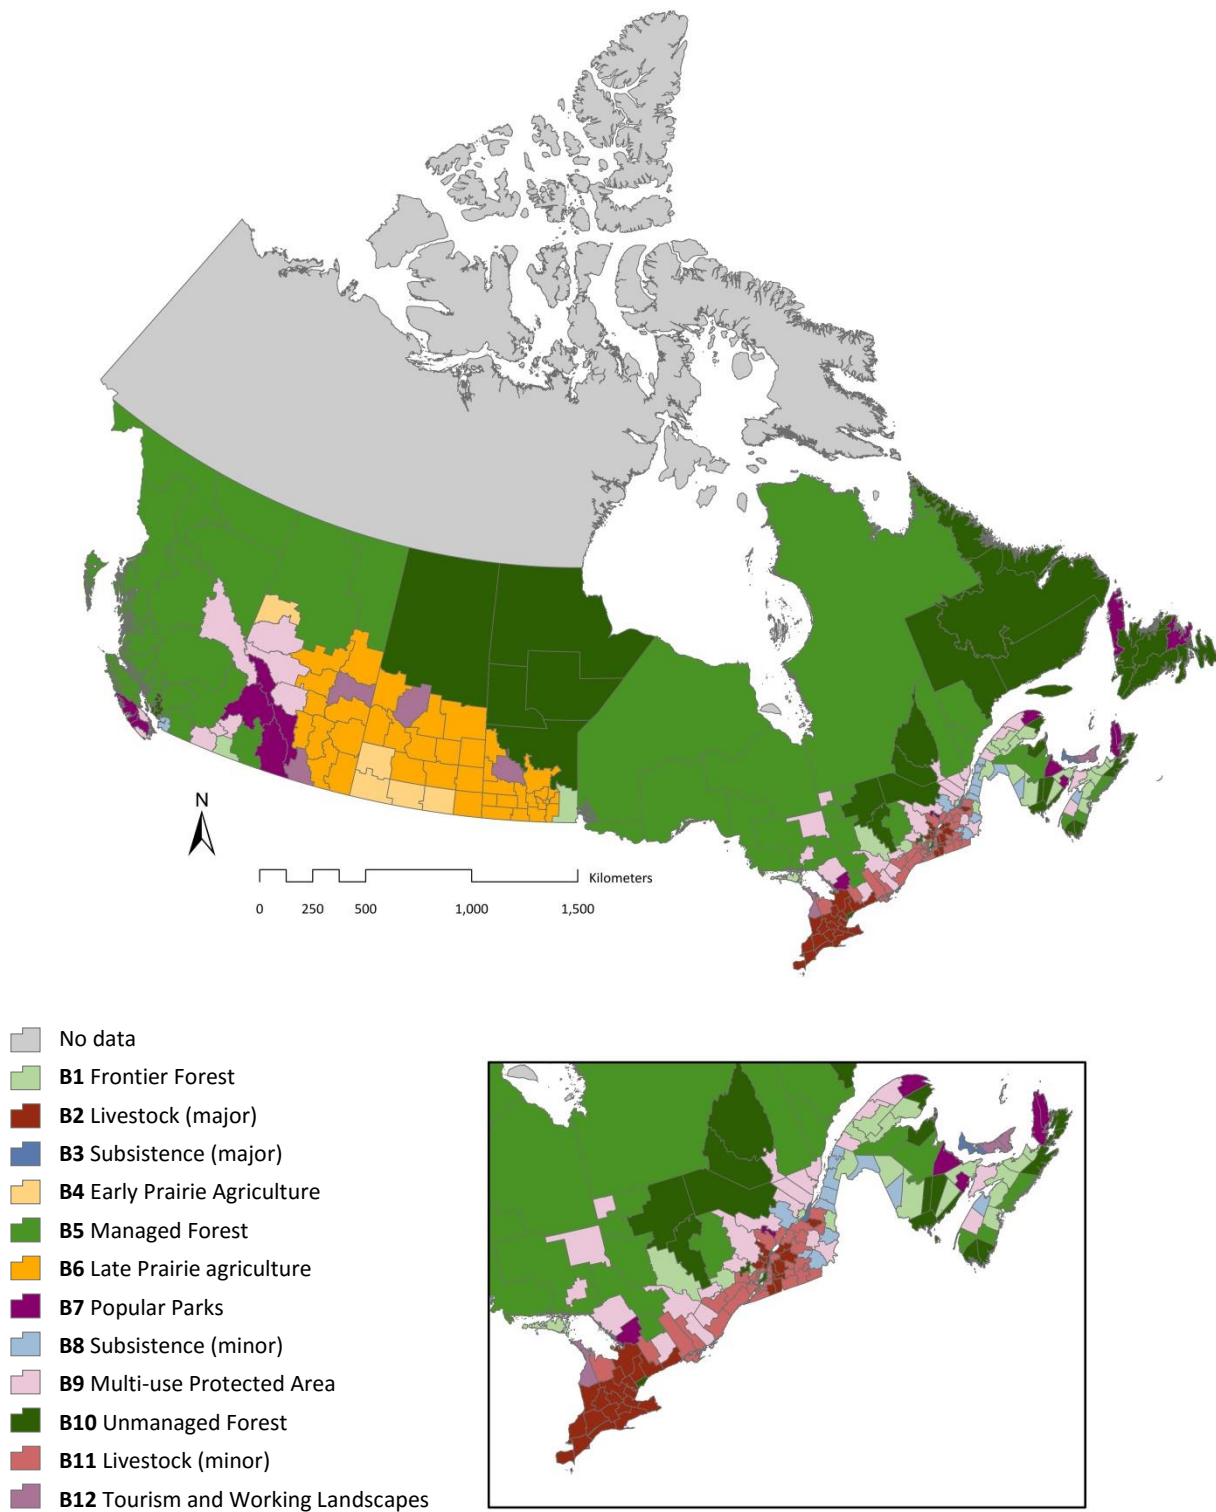 N
Kilometers
0 250 500 1,000 1,500
No data
B1 Frontier Forest
B2 Livestock (major)
B3 Subsistence (major)
B4 Early Prairie Agriculture
B5 Managed Forest
B6 Late Prairie agriculture
B7 Popular Parks
B8 Subsistence (minor)
B9 Multi-use Protected Area
B10 Unmanaged Forest
B11 Livestock (minor)
B12 Tourism and Working Landscapes